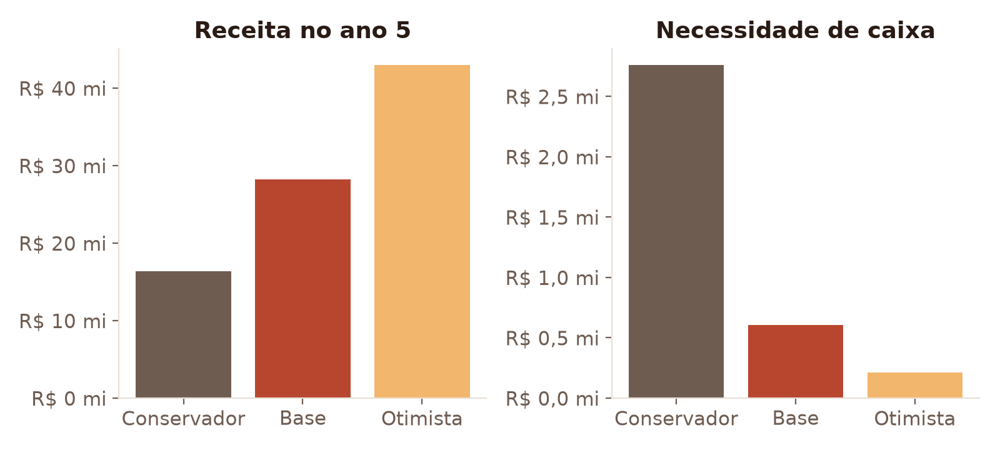 Receita no ano 5
R$ 40 mi
R$ 30 mi
R$ 20 mi
R$ 10 mi
R$ 0 mi
Conservador
Base
Otimista
Necessidade de caixa
R$ 2,5 mi
R$ 2,0 mi
R$ 1,5 mi
R$ 1,0 mi
R$ 0,5 mi
R$ 0,0 mi
Conservador
Base
Otimista